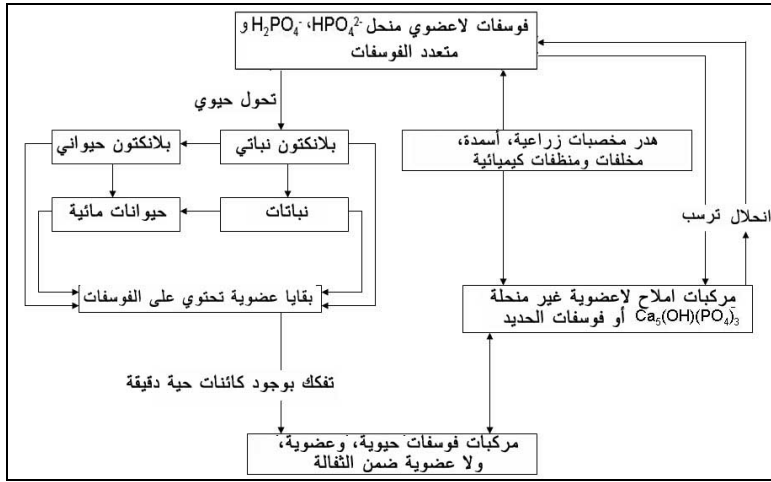 فوسفات لاعضوي منحل H₂PO₄⁻ ،HPO₄²⁻ و
متعدد الفوسفات
تحول حيوي
بلانكتون نباتي
بلانكتون حيواني
نباتات
حيوانات مائية
هدر مخصبات زراعية، أسمدة،
مخلفات ومنظفات كيميائية
ترسب
انحلال
بقايا عضوية تحتوي على الفوسفات
مركبات املاح لاعضوية غير منحلة
Ca₅(OH)(PO₄)₃ أو فوسفات الحديد
تفكك بوجود كائنات حية دقيقة
مركبات فوسفات حيوية، وعضوية،
ولا عضوية ضمن الثفالة